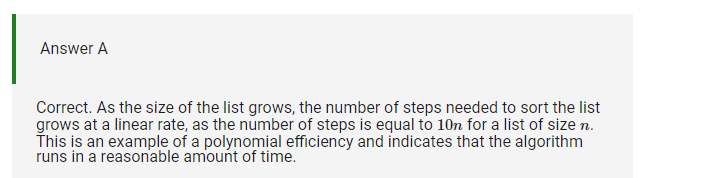 Answer A
Correct. As the size of the list grows, the number of steps needed to sort the list
grows at a linear rate, as the number of steps is equal to 10n for a list of size n.
This is an example of a polynomial efficiency and indicates that the algorithm
runs in a reasonable amount of time.